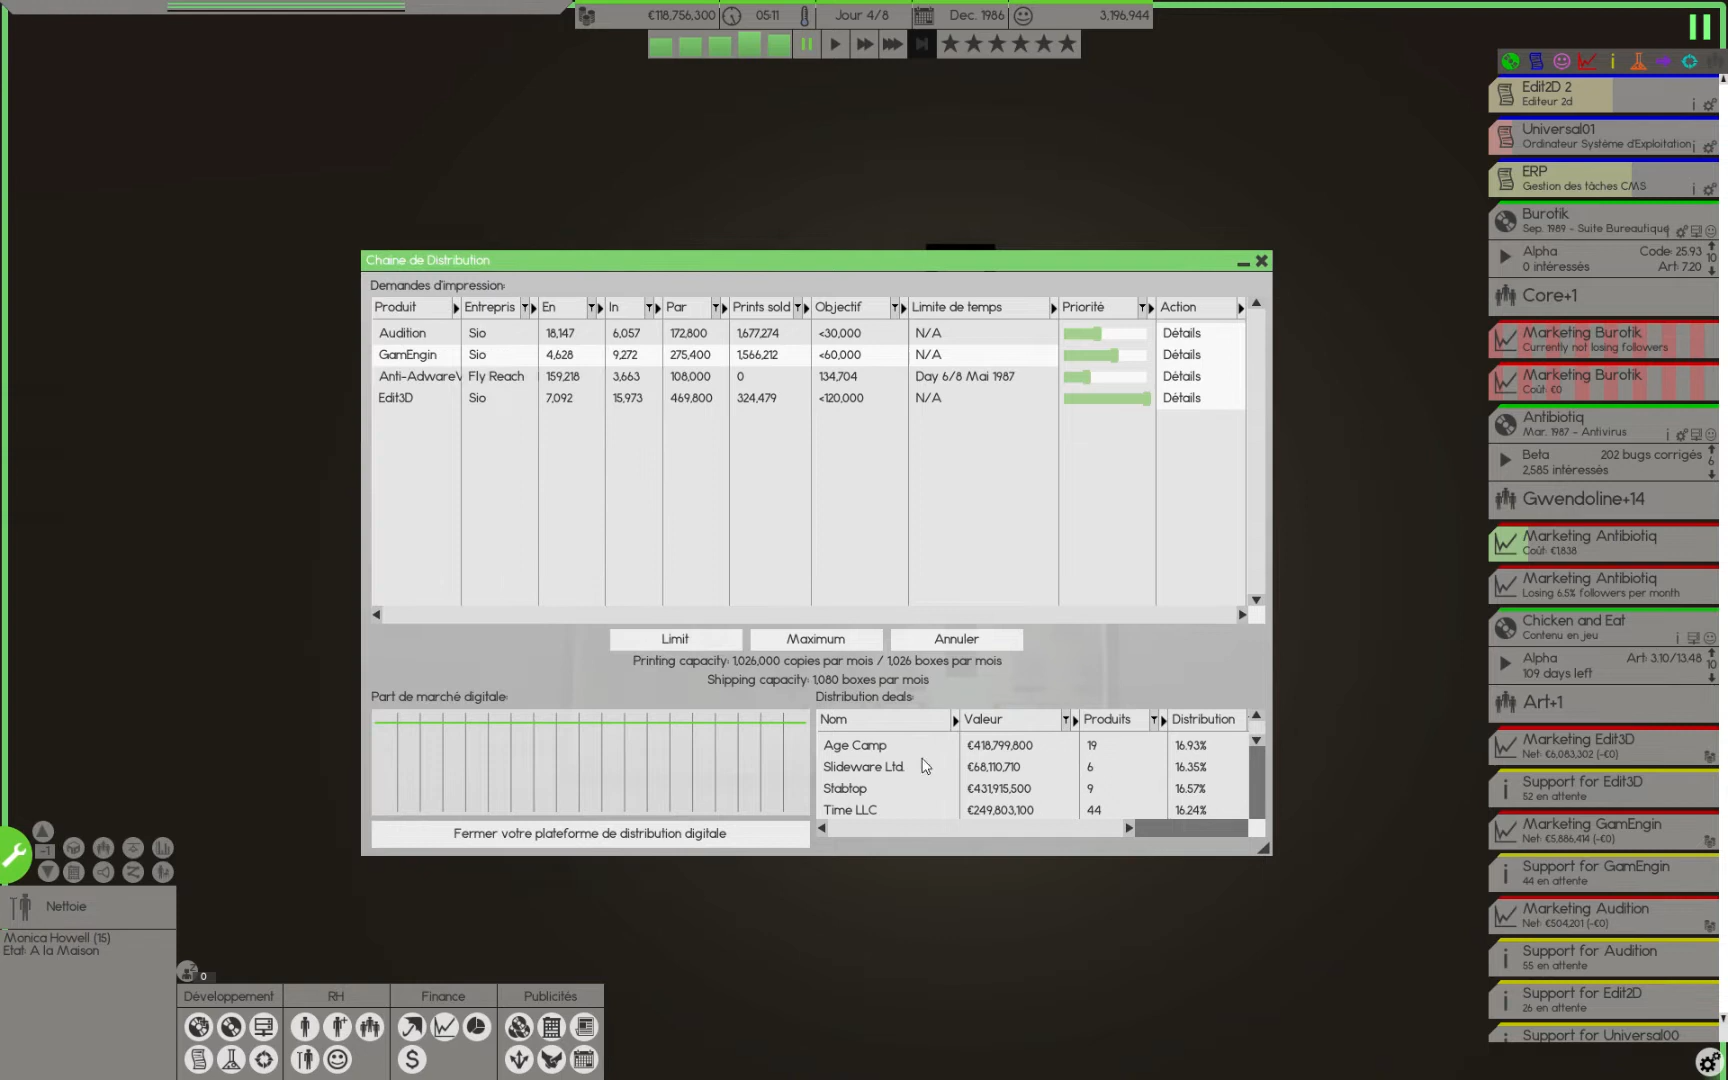 €118,756,300
05:11
Jour 4/8
Dec. 1986
3,196,944
Edit2D 2
Editeur 2d
Universal01
Ordinateur Système d'Exploitation
ERP
Gestion des tâches CMS
Burotik
Sep. 1989 - Suite Bureautique
Alpha
Code: 25.93
0 intéressés
Art: 7.20
10
Core+1
Marketing Burotik
Currently not losing followers
Marketing Burotik
Coût: €0
Antibiotiq
Mar. 1987 - Antivirus
Beta
202 bugs corrigés
2,585 intéressés
6
Gwendoline+14
Marketing Antibiotiq
Coût: €1,838
Marketing Antibiotiq
Losing 6.5% followers per month
Chicken and Eat
Contenu en jeu
Alpha
Art: 3.10/13.48
109 days left
10
Art+1
Marketing Edit3D
Net: €6,083,302 (-€0)
Support for Edit3D
52 en attente
Marketing GamEngin
Net: €5,886,414 (-€0)
Support for GamEngin
44 en attente
Marketing Audition
Net: €504,201 (-€0)
Support for Audition
55 en attente
Support for Edit2D
26 en attente
Support for Universal00
Chaine de Distribution
Demandes d'impression:
Produit Entrepris En In Par Prints sold Objectif Limite de temps Priorité Action
Audition Sio 18,147 6,057 172,800 1,677,274 <30,000 N/A Détails
GamEngin Sio 4,628 9,272 275,400 1,566,212 <60,000 N/A Détails
Anti-AdwareV Fly Reach 159,218 3,663 108,000 0 134,704 Day 6/8 Mai 1987 Détails
Edit3D Sio 7,092 15,973 469,800 324,479 <120,000 N/A Détails
Limit Maximum Annuler
Printing capacity: 1,026,000 copies par mois / 1,026 boxes par mois
Shipping capacity: 1,080 boxes par mois
Part de marché digitale:
Distribution deals:
Nom Valeur Produits Distribution
Age Camp €418,799,800 19 16.93%
Slideware Ltd. €68,110,710 6 16.35%
Stabtop €431,915,500 9 16.57%
Time LLC €249,803,100 44 16.24%
Fermer votre plateforme de distribution digitale
-1
Nettoie
Monica Howell (15)
Etat: A la Maison
0
Développement RH Finance Publicités